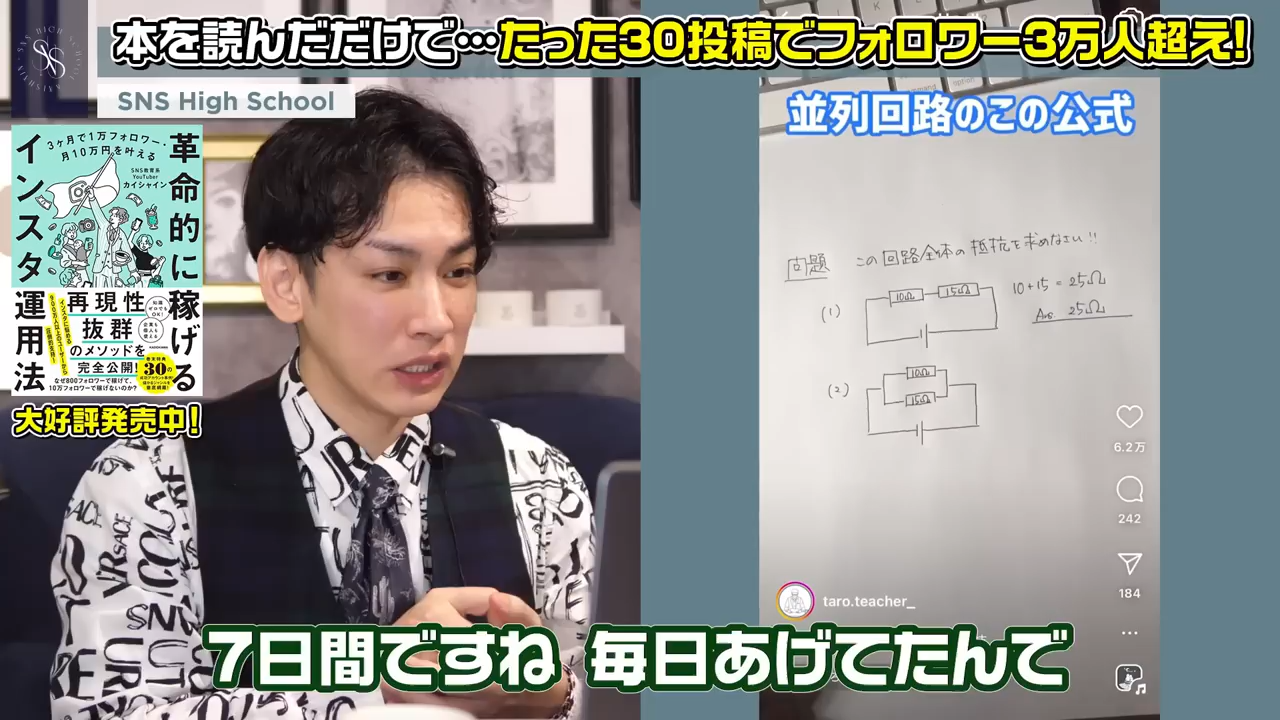 本を読んだだけで…たった30投稿でフォロワー3万人超え!
SNS High School
SNS
3ヶ月で1万フォロワー・
月10万円を叶える
SNS教育系
YouTuber
カイシャイン
革命的に稼げる
インスタ運用法
再現性
抜群
のメソッドを
完全公開!
なぜ800フォロワーで稼げて、
10万フォロワーで稼げないのか?
30の
KADOKAWA
大好評発売中!
option
並列回路のこの公式
問題 この回路全体の抵抗を求めなさい!!
(1) 10Ω 15Ω
10+15=25Ω
Ans. 25Ω
(2) 10Ω
15Ω
6.2万
242
184
taro.teacher_
VRSACE
7日間ですね 毎日あげてたんで